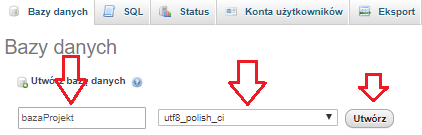 Bazy danych SQL Status Konta użytkowników Eksport
Bazy danych
Utwórz bazę danych
bazaProjekt utf8_polish_ci Utwórz